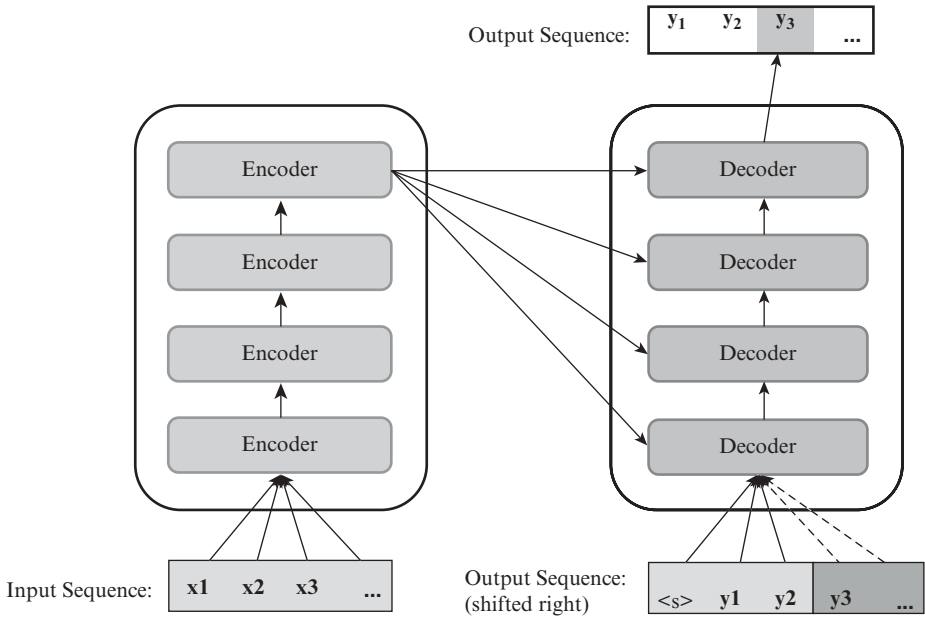 Output Sequence: y1 y2 y3 ...
Encoder Decoder
Encoder Decoder
Encoder Decoder
Encoder Decoder
Input Sequence: x1 x2 x3 ...
Output Sequence:
(shifted right) <s> y1 y2 y3 ...